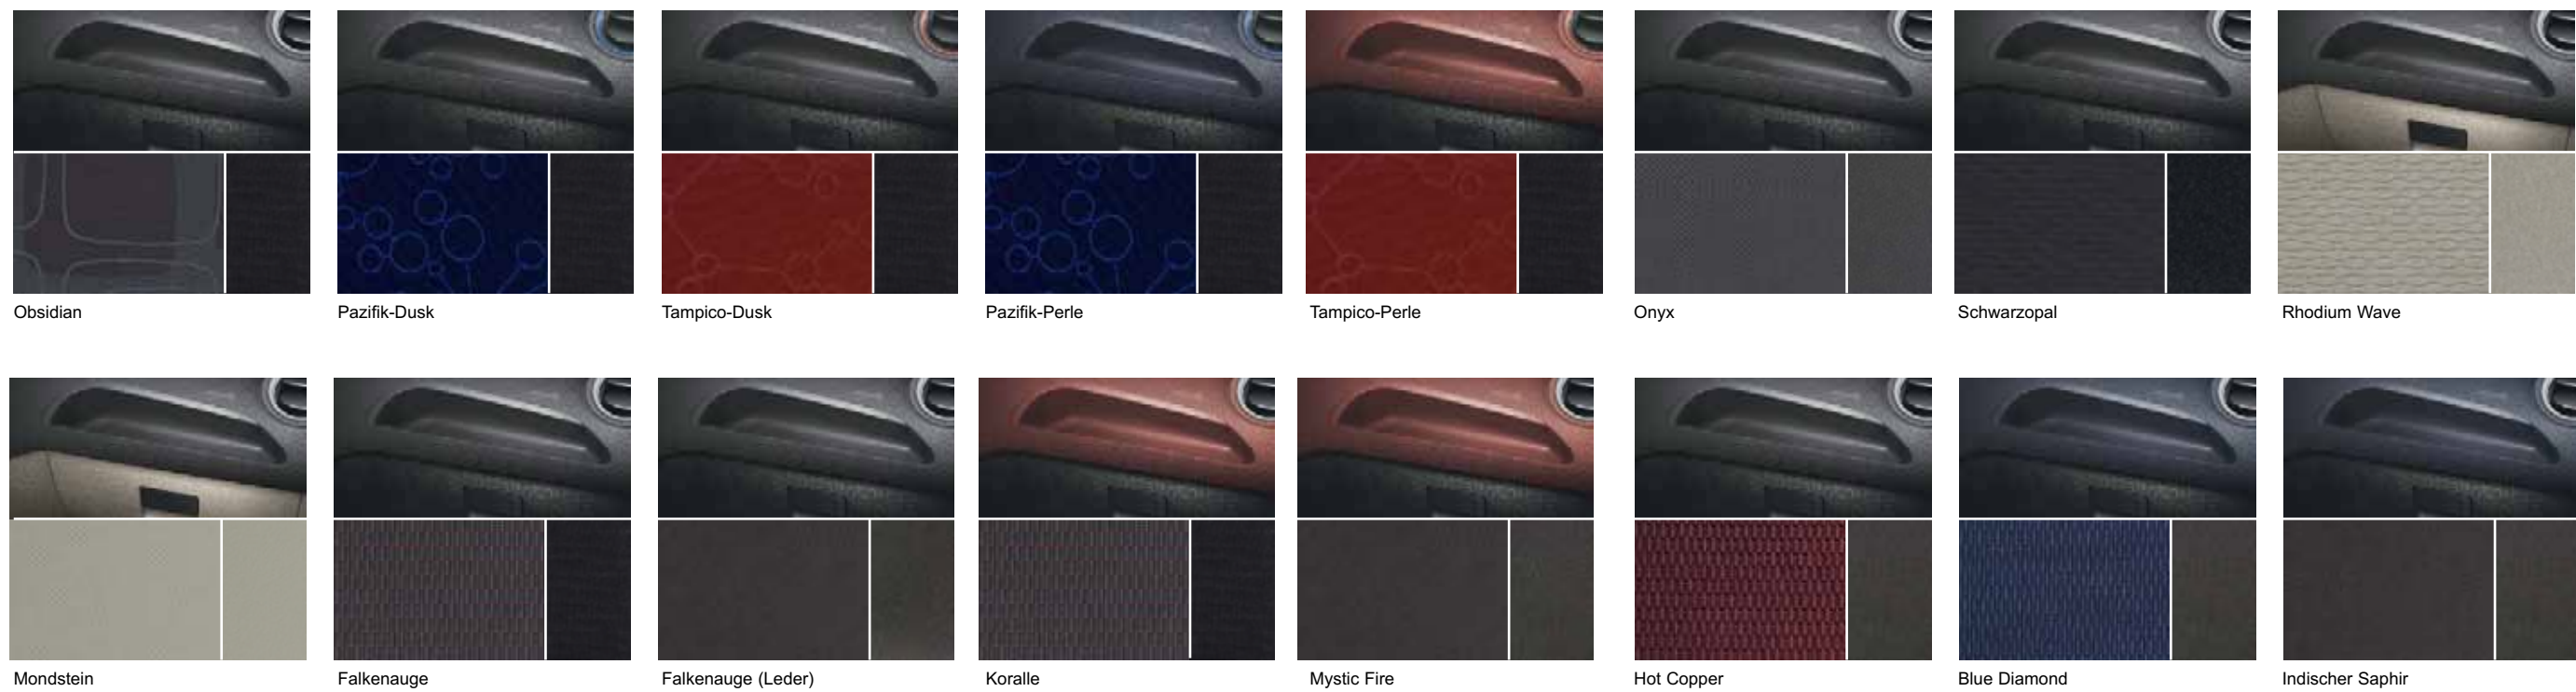 Obsidian
Pazifik-Dusk
Tampico-Dusk
Pazifik-Perle
Tampico-Perle
Onyx
Schwarzopal
Rhodium Wave
Mondstein
Falkenauge
Falkenauge (Leder)
Koralle
Mystic Fire
Hot Copper
Blue Diamond
Indischer Saphir